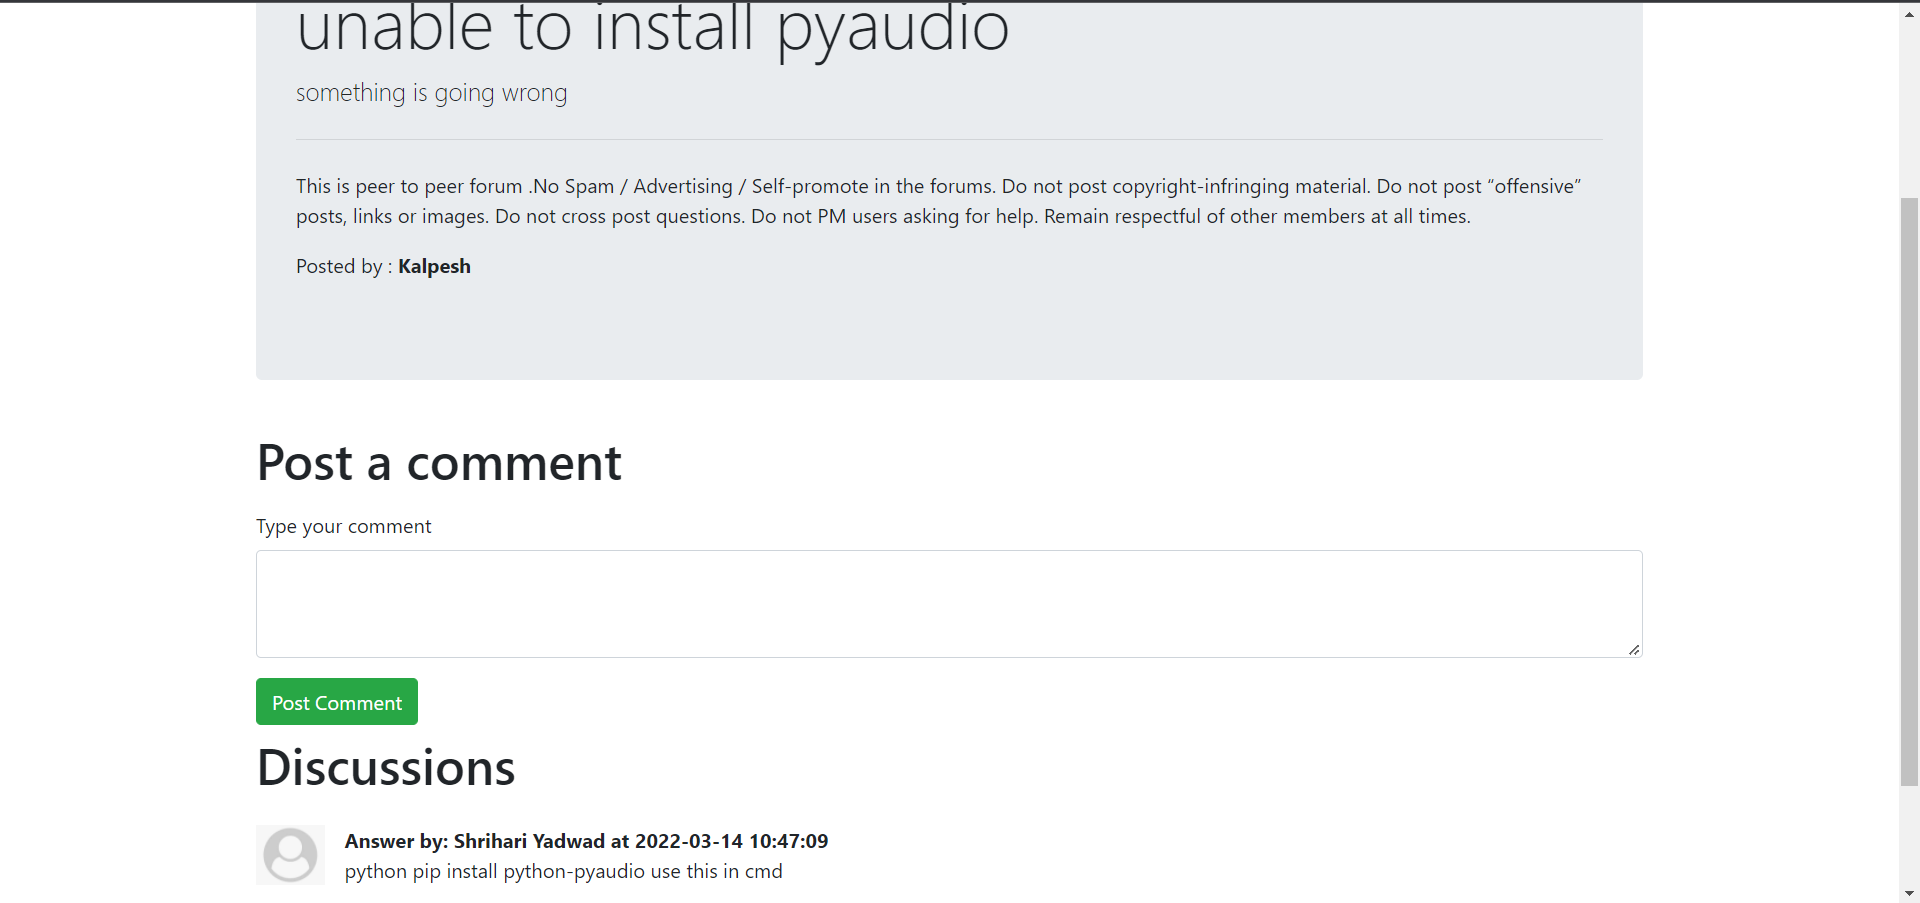 unable to install pyaudio
something is going wrong
This is peer to peer forum .No Spam / Advertising / Self-promote in the forums. Do not post copyright-infringing material. Do not post “offensive”
posts, links or images. Do not cross post questions. Do not PM users asking for help. Remain respectful of other members at all times.
Posted by : Kalpesh
Post a comment
Type your comment
Post Comment
Discussions
Answer by: Shrihari Yadwad at 2022-03-14 10:47:09
python pip install python-pyaudio use this in cmd